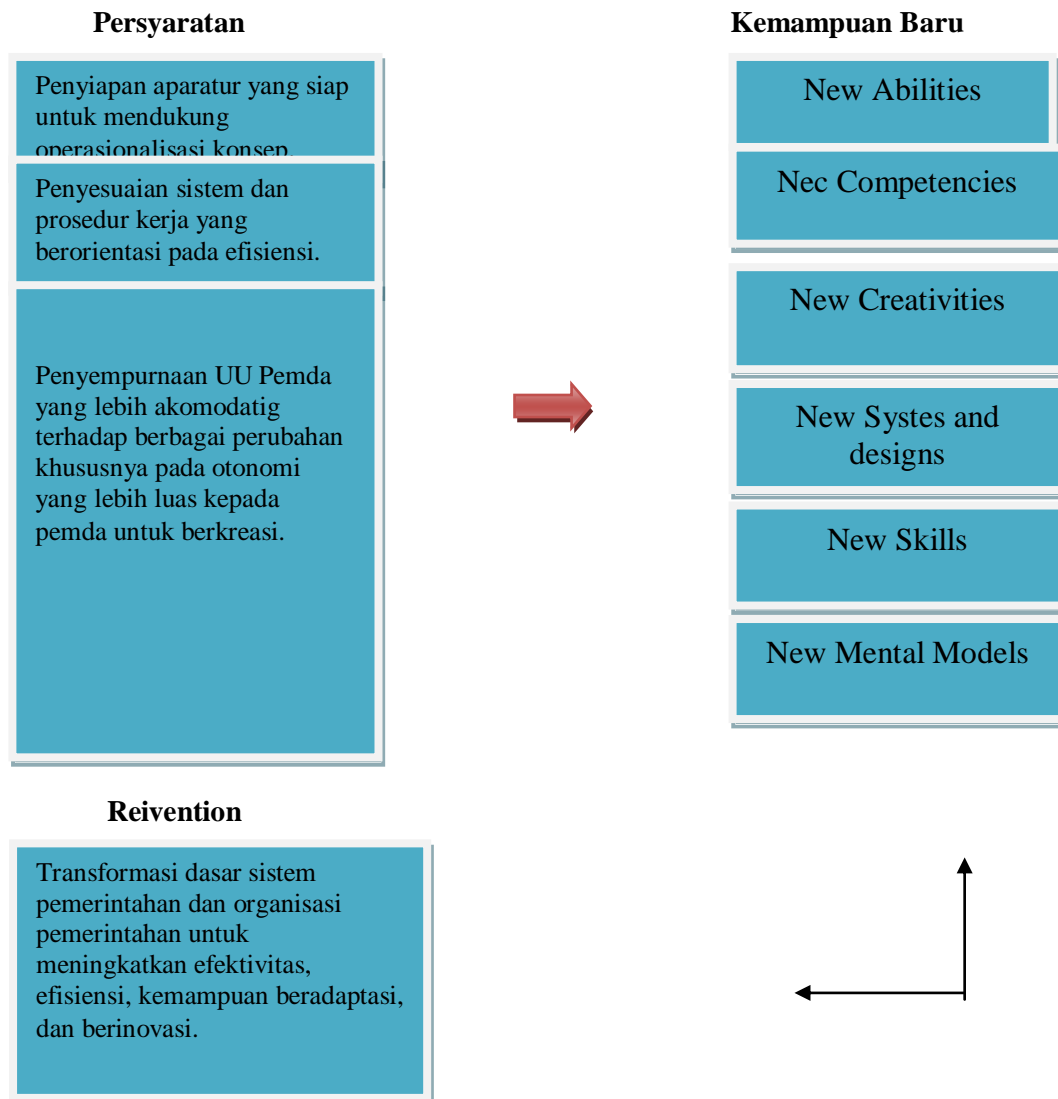 Persyaratan
Penyiapan aparatur yang siap
untuk mendukung
operasionalisasi konsep.
Penyesuaian sistem dan
prosedur kerja yang
berorientasi pada efisiensi.
Penyempurnaan UU Pemda
yang lebih akomodatig
terhadap berbagai perubahan
khususnya pada otonomi
yang lebih luas kepada
pemda untuk berkreasi.
Kemampuan Baru
New Abilities
Nec Competencies
New Creativities
New Systes and
designs
New Skills
New Mental Models
Reivention
Transformasi dasar sistem
pemerintahan dan organisasi
pemerintahan untuk
meningkatkan efektivitas,
efisiensi, kemampuan beradaptasi,
dan berinovasi.